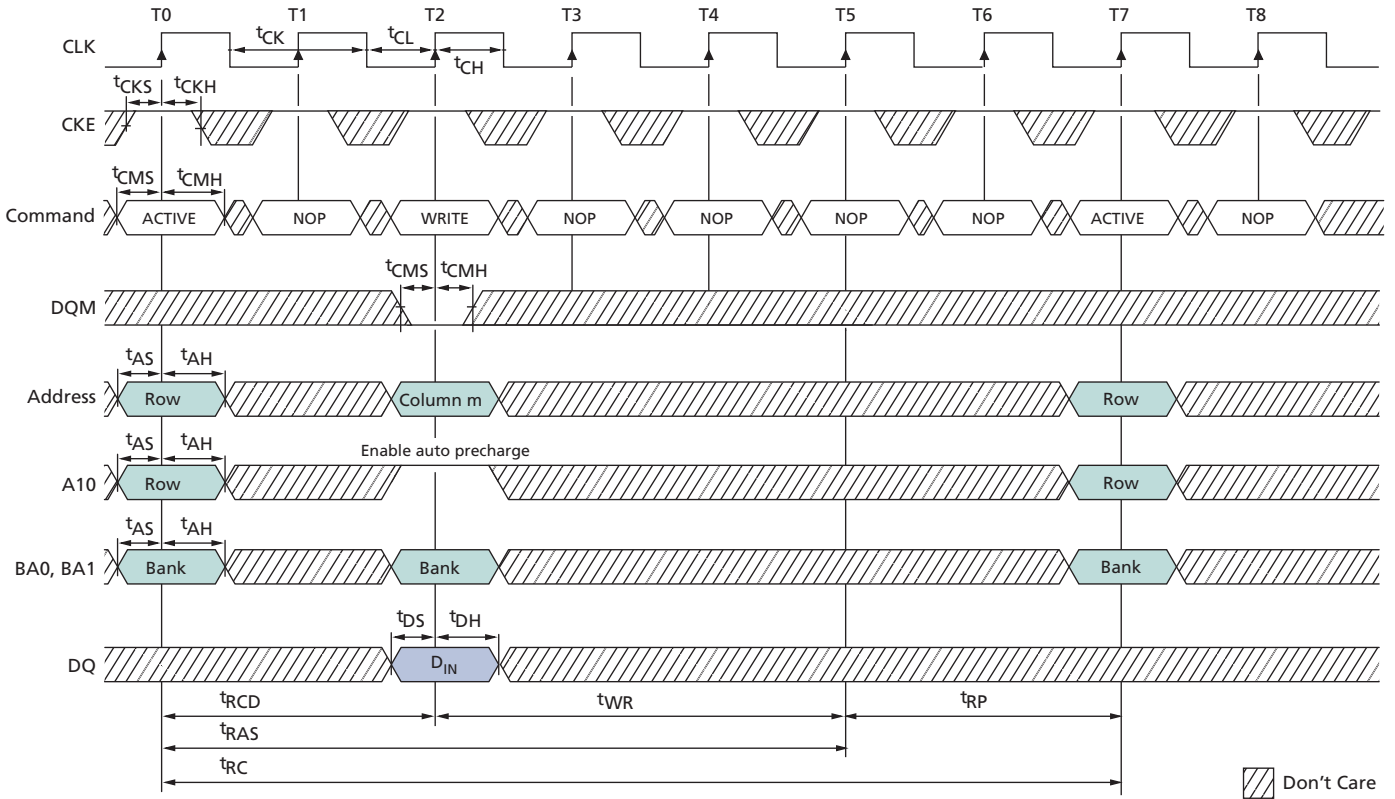 T0 T1 T2 T3 T4 T5 T6 T7 T8
CLK tCK tCL tCH
tCKS tCKH
CKE
tCMS tCMH
Command ACTIVE NOP WRITE NOP NOP NOP NOP ACTIVE NOP
tCMS tCMH
DQM
tAS tAH
Address Row Column m Row
tAS tAH Enable auto precharge
A10 Row Row
tAS tAH
BA0, BA1 Bank Bank Bank
tDS tDH
DQ DIN
tRCD tWR tRP
tRAS
tRC
Don't Care